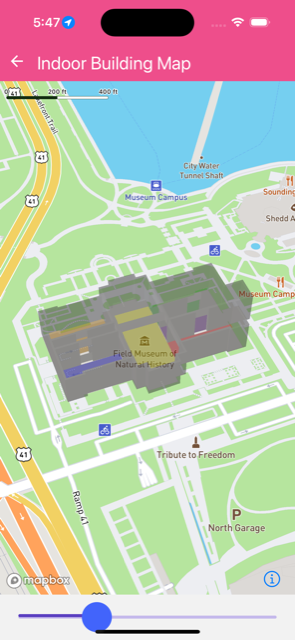 5:47
Indoor Building Map
0 200 ft 400 ft
41
Lakefront Trail
41
City Water
Tunnel Shaft
41
Museum Campus
Sounding
Shedd A
Museum Camp
Field Museum of
Natural History
Tribute to Freedom
41
Ramp 41
P
North Garage
mapbox
41